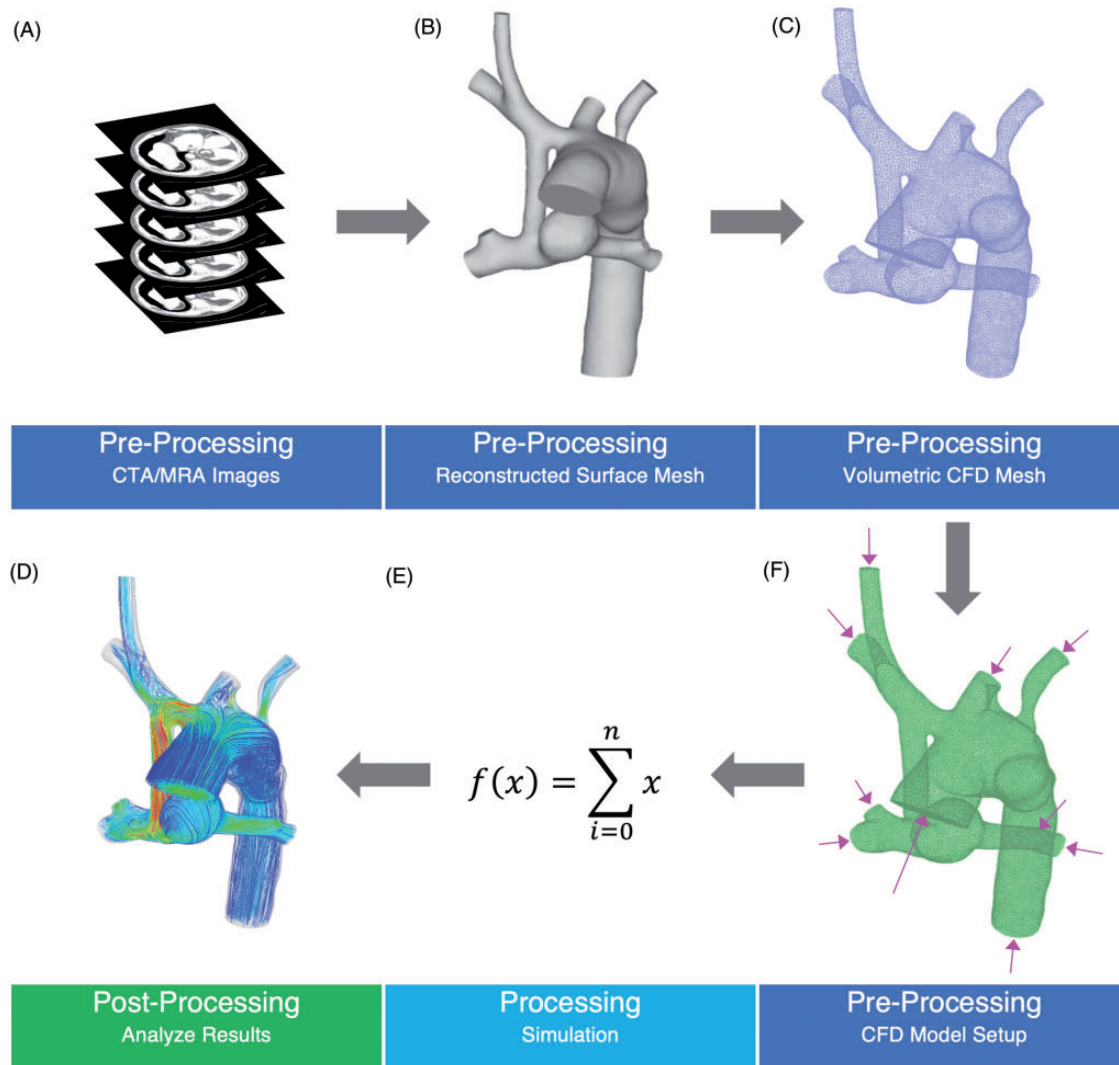 (A)
(B)
(C)
Pre-Processing
CTA/MRA Images
Pre-Processing
Reconstructed Surface Mesh
Pre-Processing
Volumetric CFD Mesh
(D)
(E)
(F)
f(x) = ∑_{i=0}^{n} x
Post-Processing
Analyze Results
Processing
Simulation
Pre-Processing
CFD Model Setup